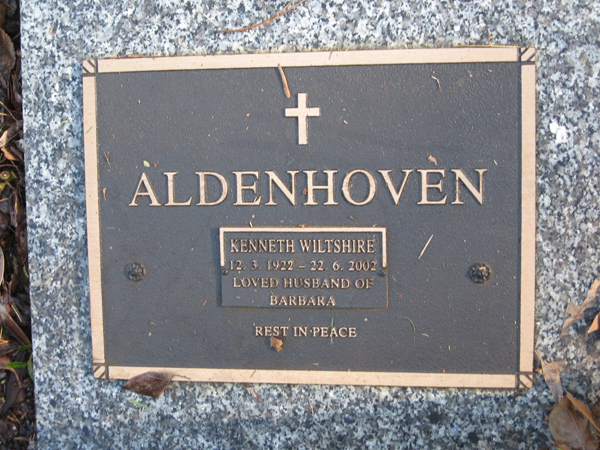 ALDENHOVEN
KENNETH WILTSHIRE
12. 3. 1922 – 22. 6. 2002
LOVED HUSBAND OF
BARBARA
REST IN PEACE